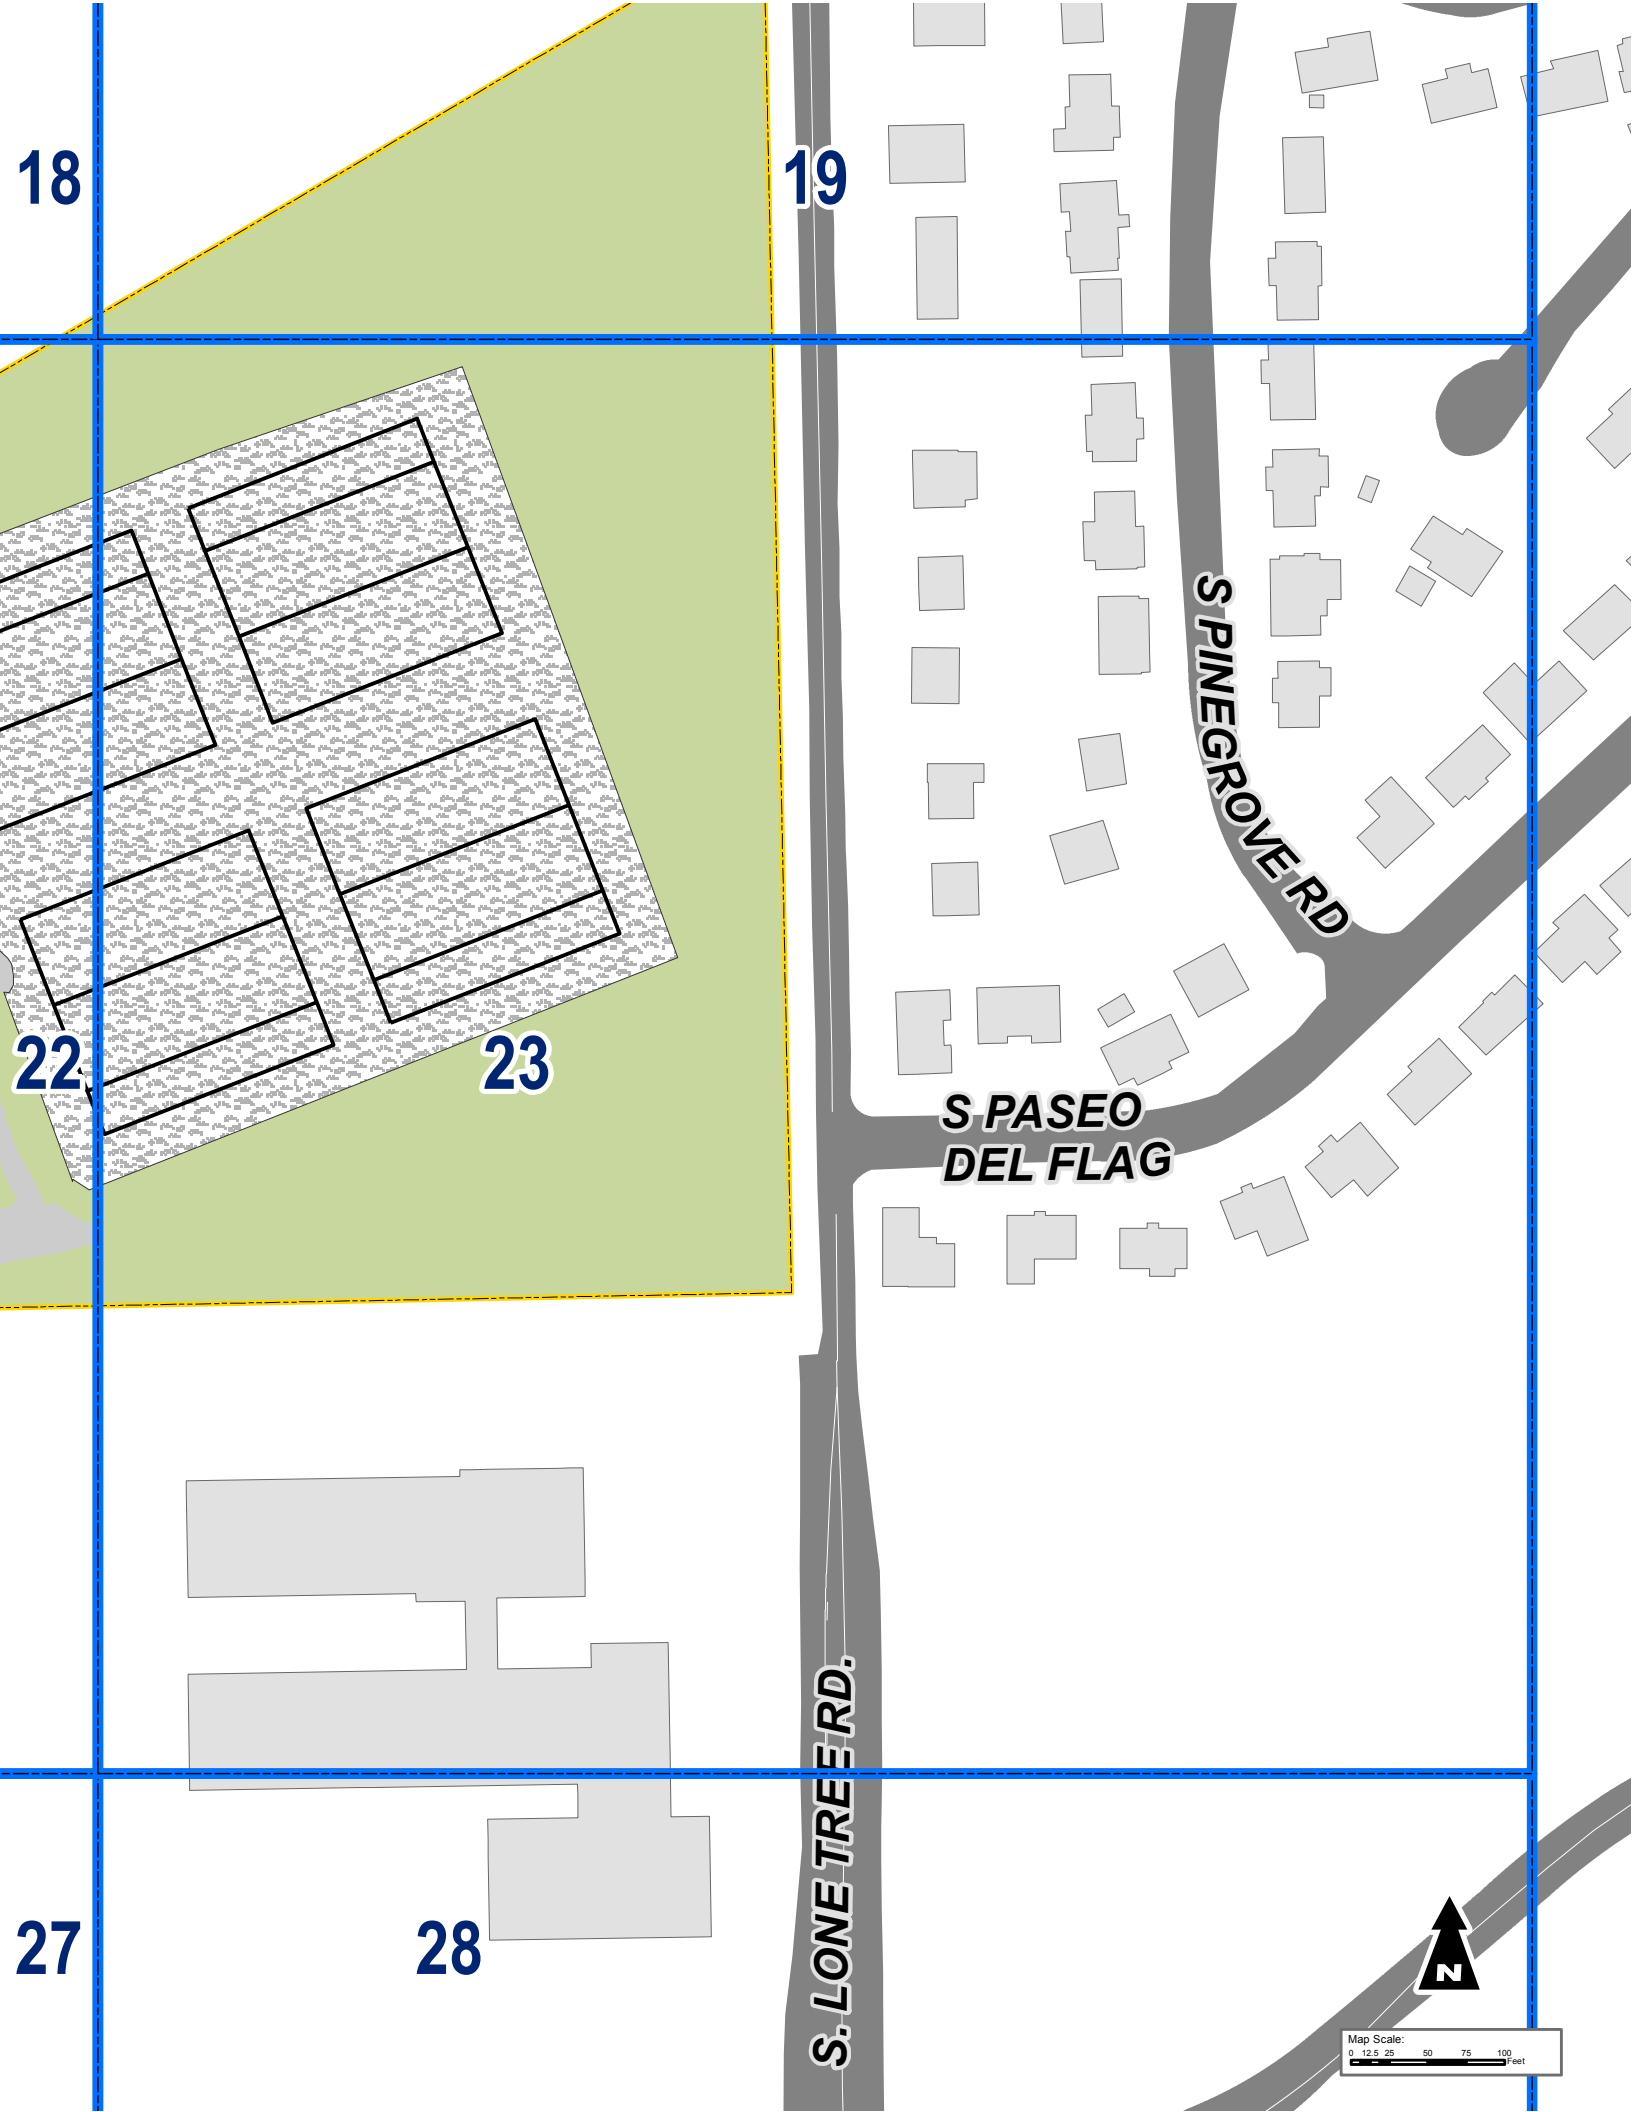 18
19
S PINEGROVE RD
22
23
S PASEO
DEL FLAG
S. LONE TREE RD.
27
28
N
Map Scale:
0 12.5 25 50 75 100
Feet